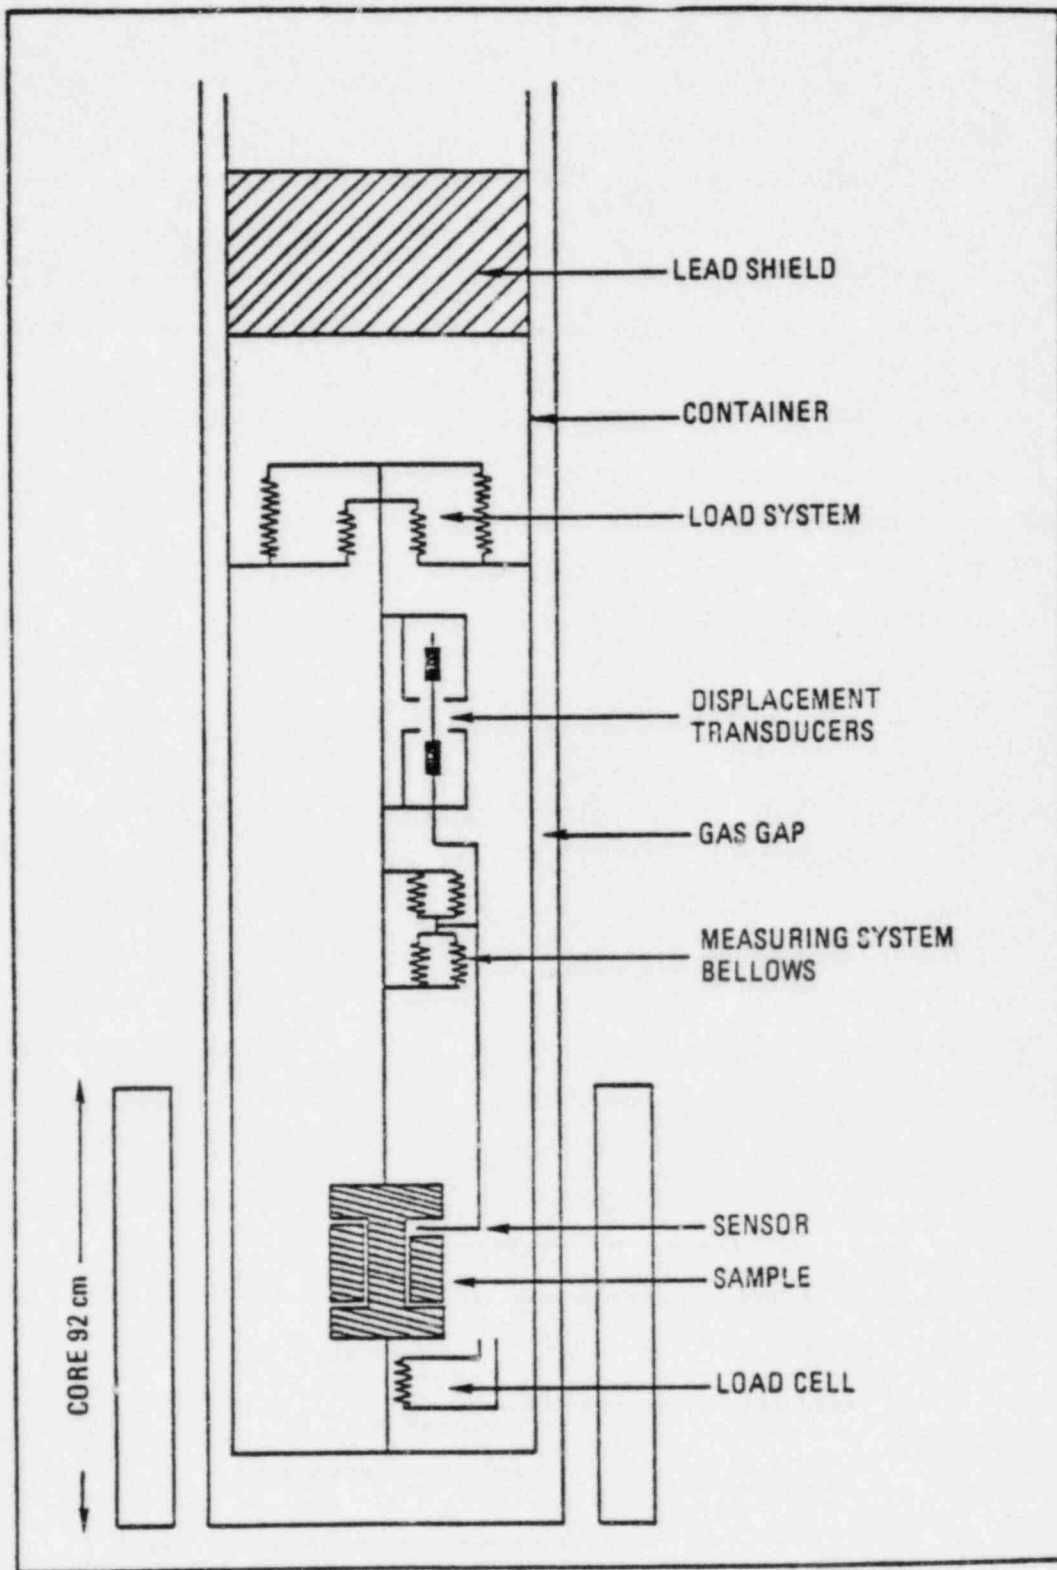 LEAD SHIELD
CONTAINER
LOAD SYSTEM
DISPLACEMENT
TRANSDUCERS
GAS GAP
MEASURING SYSTEM
BELLOWS
SENSOR
SAMPLE
LOAD CELL
CORE 92 cm